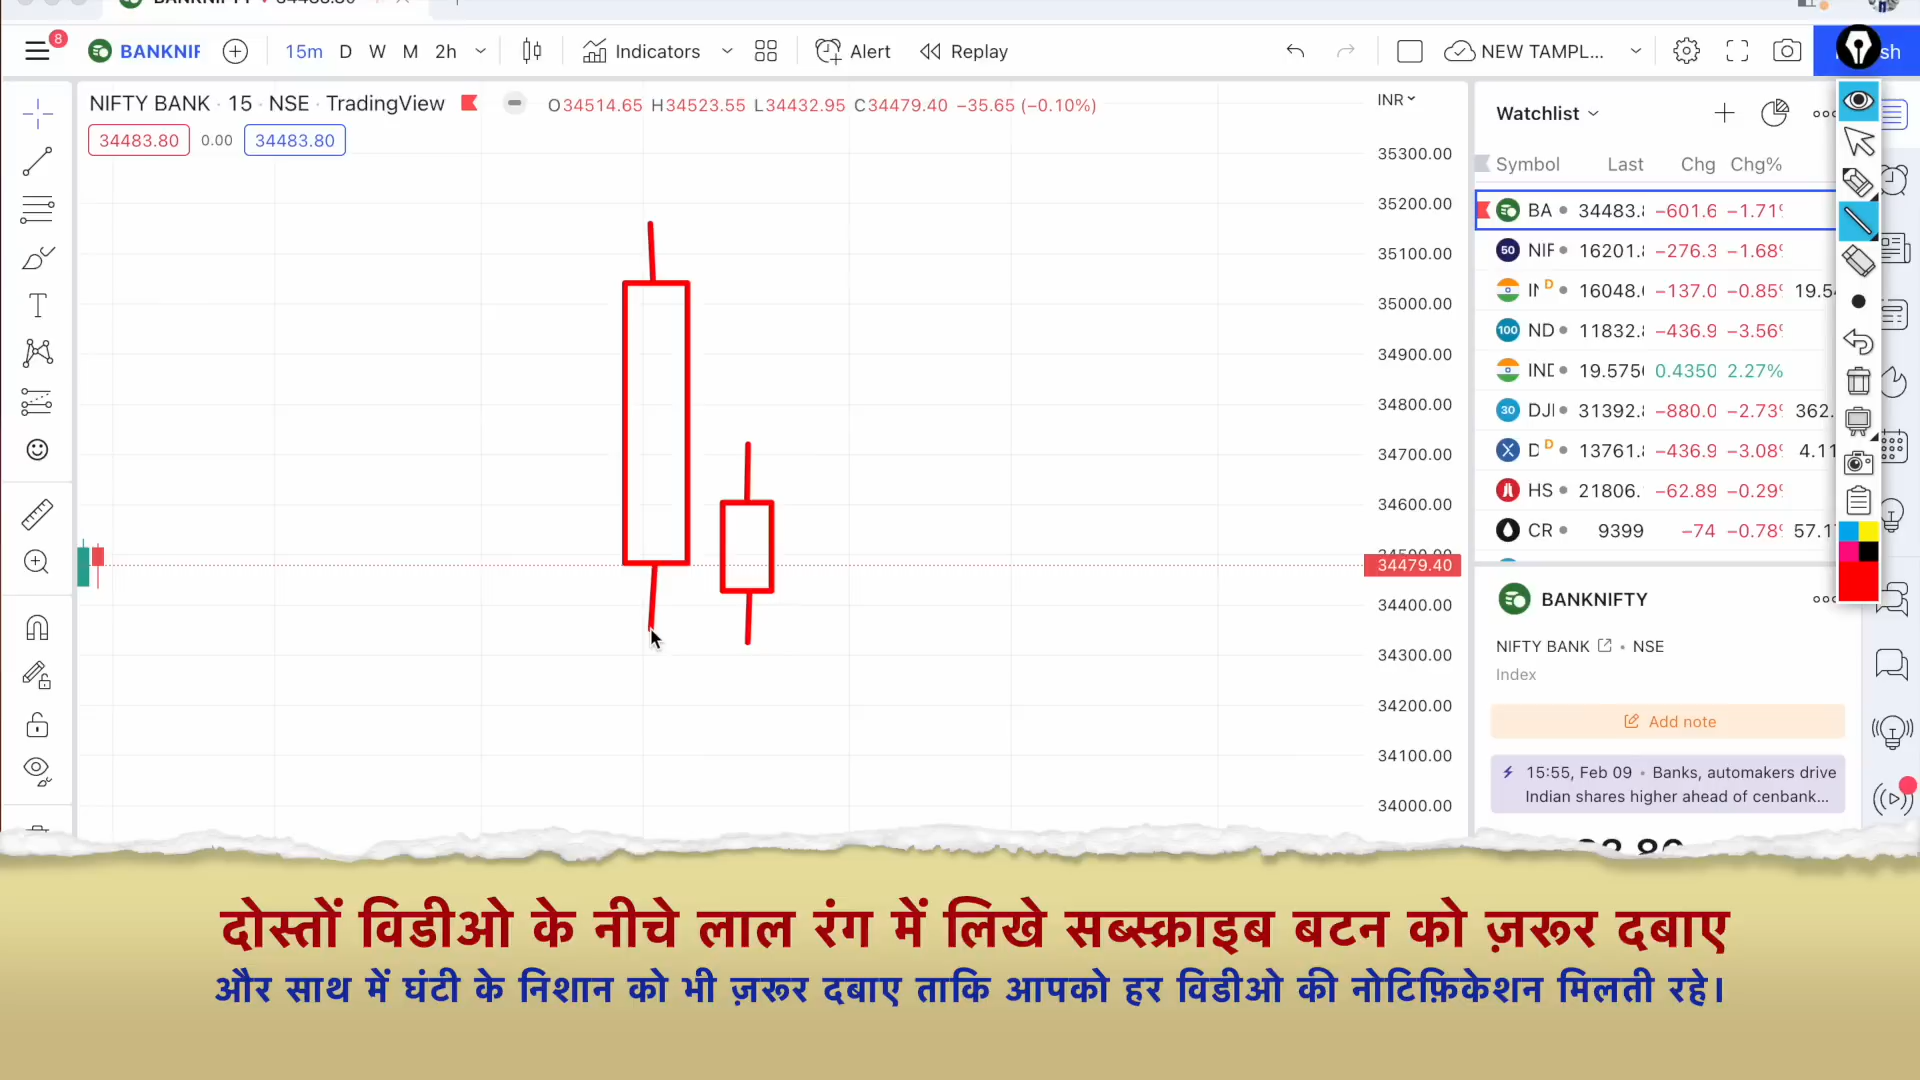 8
BANKNIF
15m D W M 2h
Indicators
Alert
Replay
NEW TAMPL...
sh
NIFTY BANK · 15 · NSE · TradingView
O34514.65 H34523.55 L34432.95 C34479.40 −35.65 (−0.10%)
34483.80 0.00 34483.80
INR
35300.00
35200.00
35100.00
35000.00
34900.00
34800.00
34700.00
34600.00
34479.40
34400.00
34300.00
34200.00
34100.00
34000.00
Watchlist
Symbol Last Chg Chg%
BA 34483. −601.6 −1.71
50 NIF 16201. −276.3 −1.68
D 16048. −137.0 −0.85 19.5
100 ND 11832. −436.9 −3.56
19.575 0.4350 2.27%
30 DJI 31392. −880.0 −2.73 362.
D D 13761. −436.9 −3.08 4.11
HS 21806. −62.89 −0.29
CR 9399 −74 −0.78 57.1
BANKNIFTY
NIFTY BANK • NSE
Index
Add note
15:55, Feb 09 • Banks, automakers drive
Indian shares higher ahead of cenbank...
दोस्तों विडीओ के नीचे लाल रंग में लिखे सब्स्क्राइब बटन को ज़रूर दबाए
और साथ में घंटी के निशान को भी ज़रूर दबाए ताकि आपको हर विडीओ की नोटिफ़िकेशन मिलती रहे।